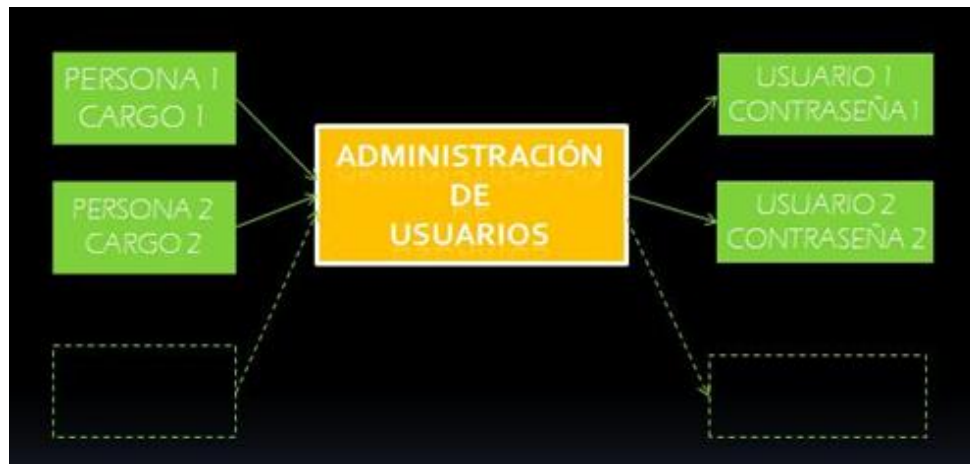 PERSONA 1
CARGO 1
PERSONA 2
CARGO 2
ADMINISTRACIÓN
DE
USUARIOS
USUARIO 1
CONTRASEÑA 1
USUARIO 2
CONTRASEÑA 2